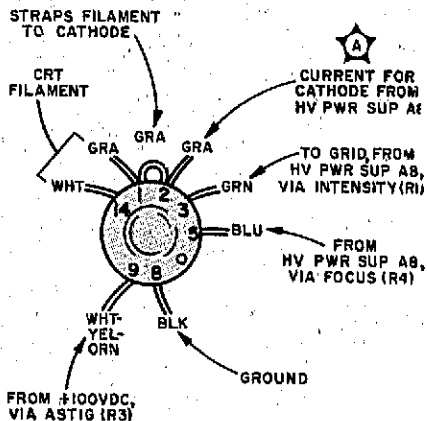 STRAPS FILAMENT
TO CATHODE
A
CRT
FILAMENT
CURRENT FOR
CATHODE FROM
HV PWR SUP A8
GRA
GRA
GRA
TO GRID, FROM
HV PWR SUP A8,
VIA INTENSITY (R1)
WHT
GRN
14
1
2
3
5
BLU
0
9
8
FROM
HV PWR SUP A8,
VIA FOCUS (R4)
WHT-
YEL-
ORN
BLK
GROUND
FROM +100VDC,
VIA ASTIG (R3)